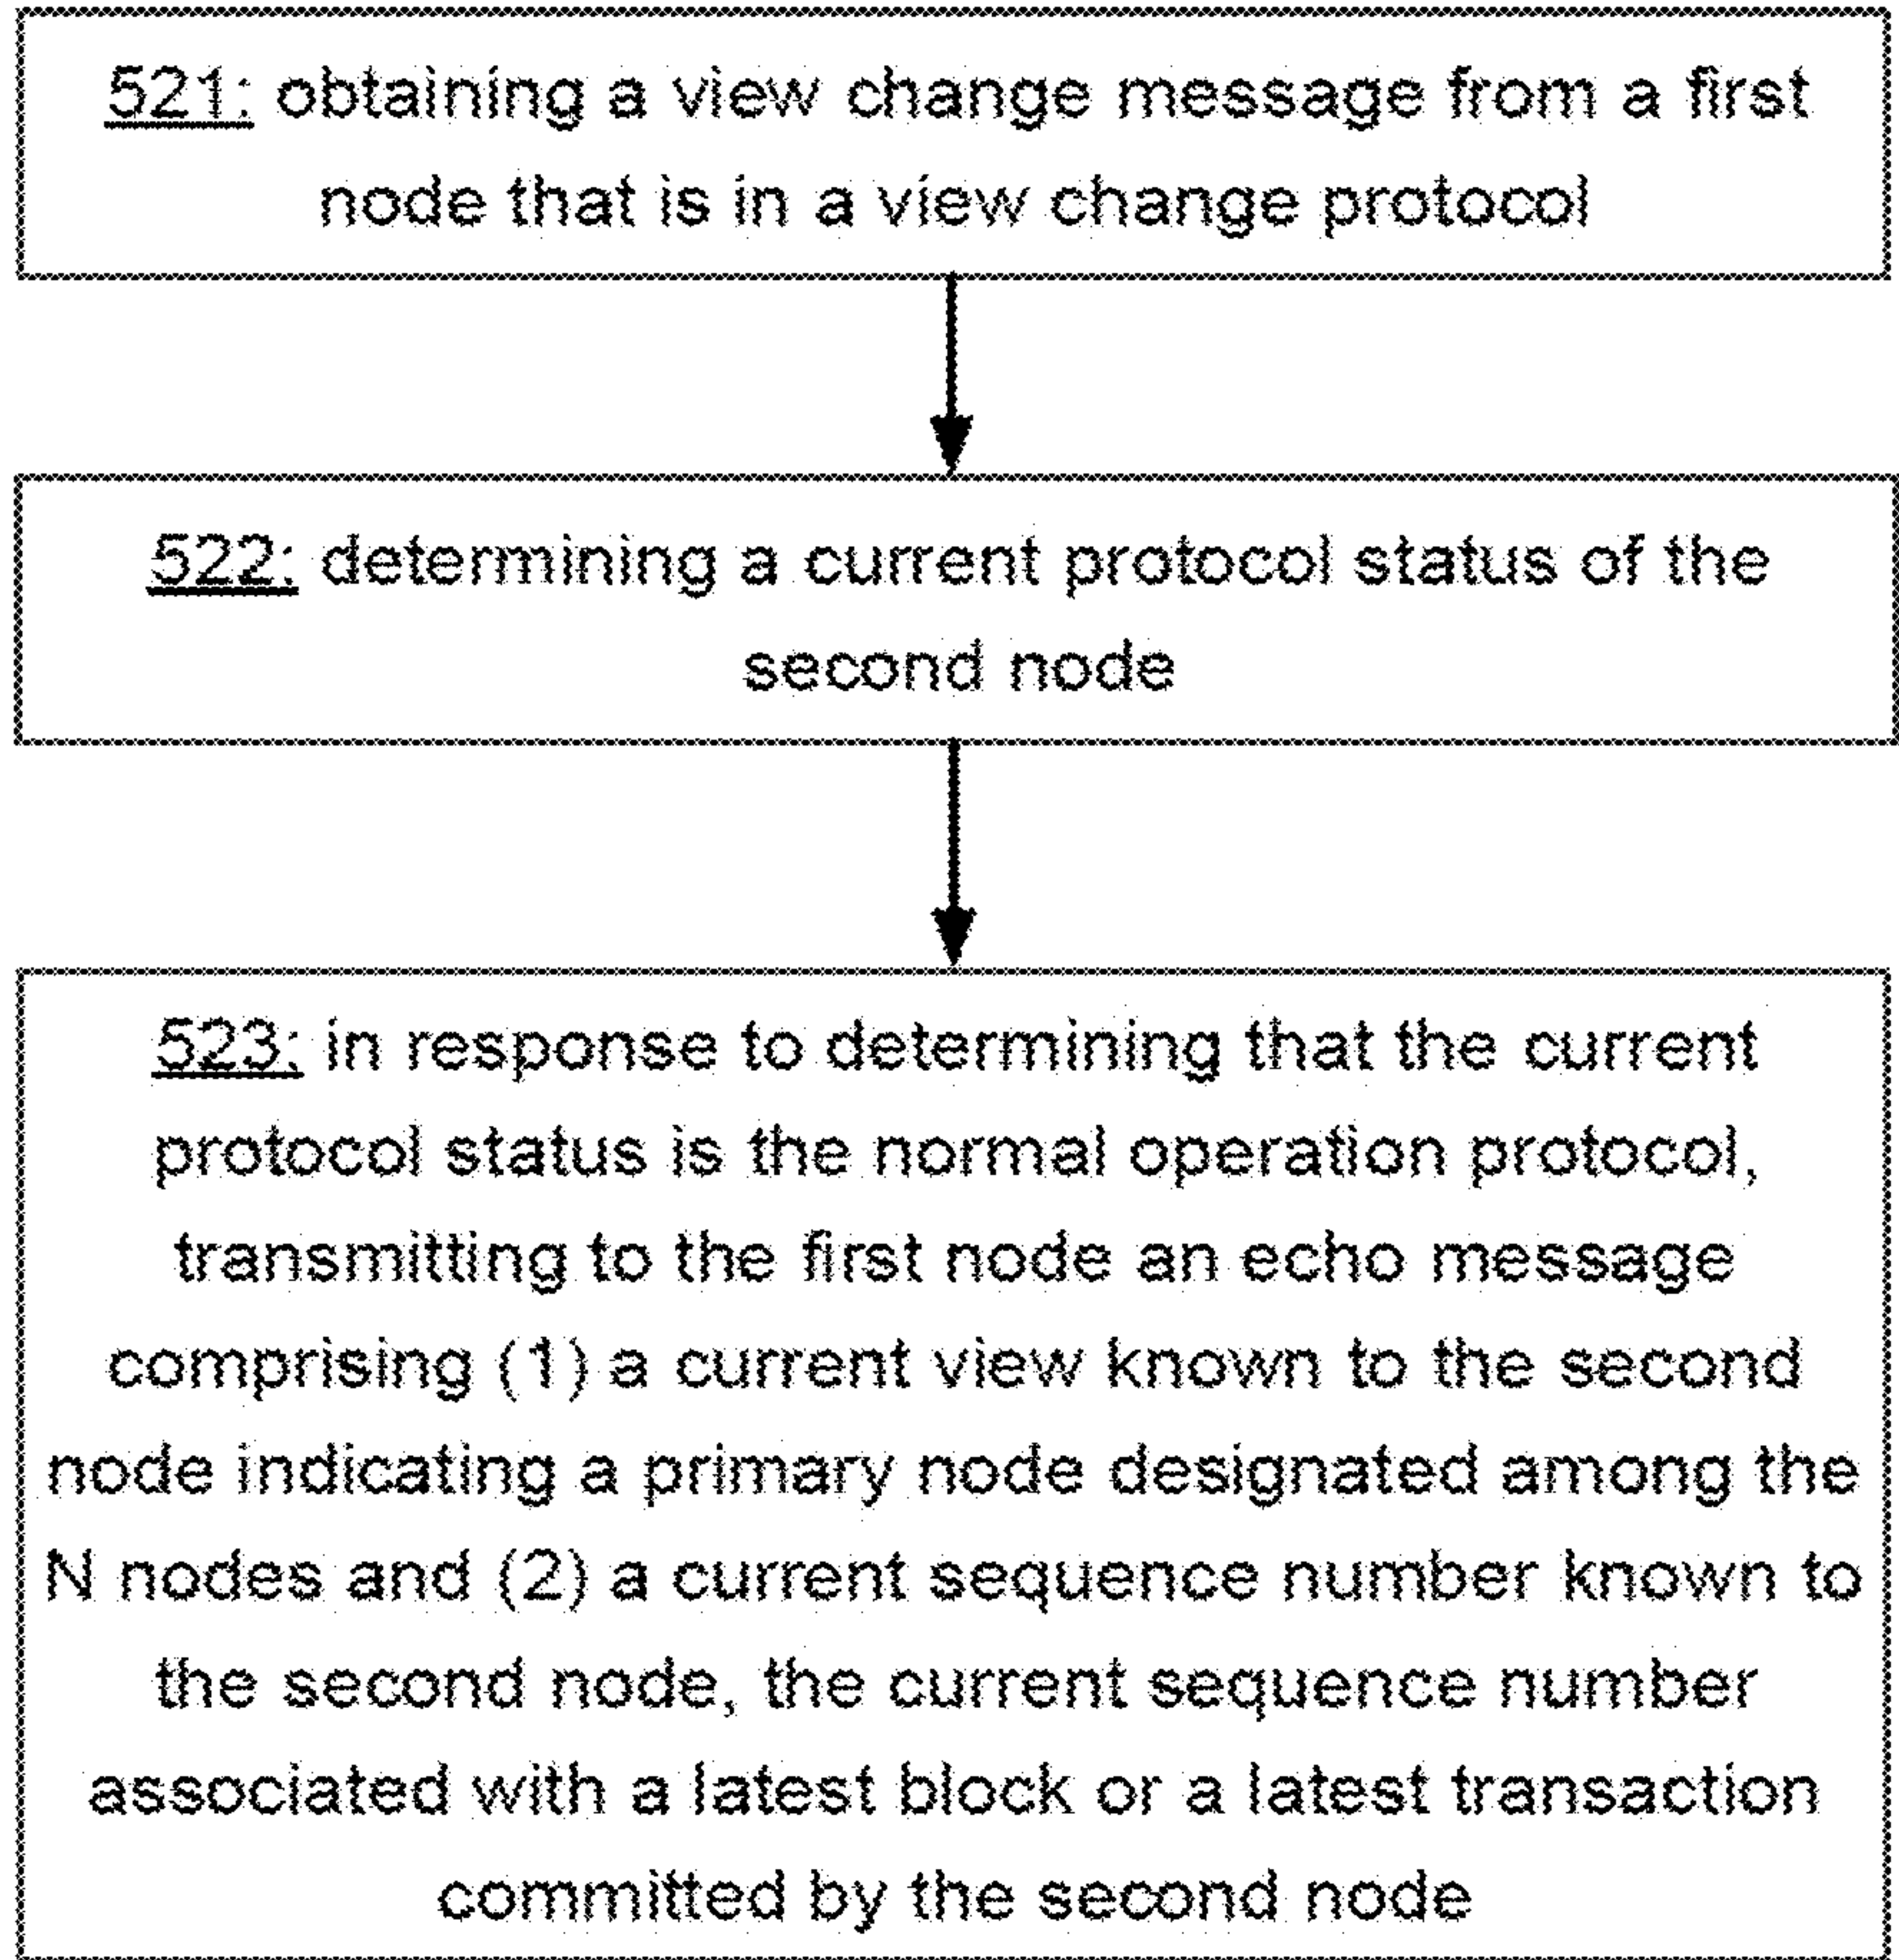 521: obtaining a view change message from a first
node that is in a view change protocol
522: determining a current protocol status of the
second node
523: in response to determining that the current
protocol status is the normal operation protocol,
transmitting to the first node an echo message
comprising (1) a current view known to the second
node indicating a primary node designated among the
N nodes and (2) a current sequence number known to
the second node, the current sequence number
associated with a latest block or a latest transaction
committed by the second node